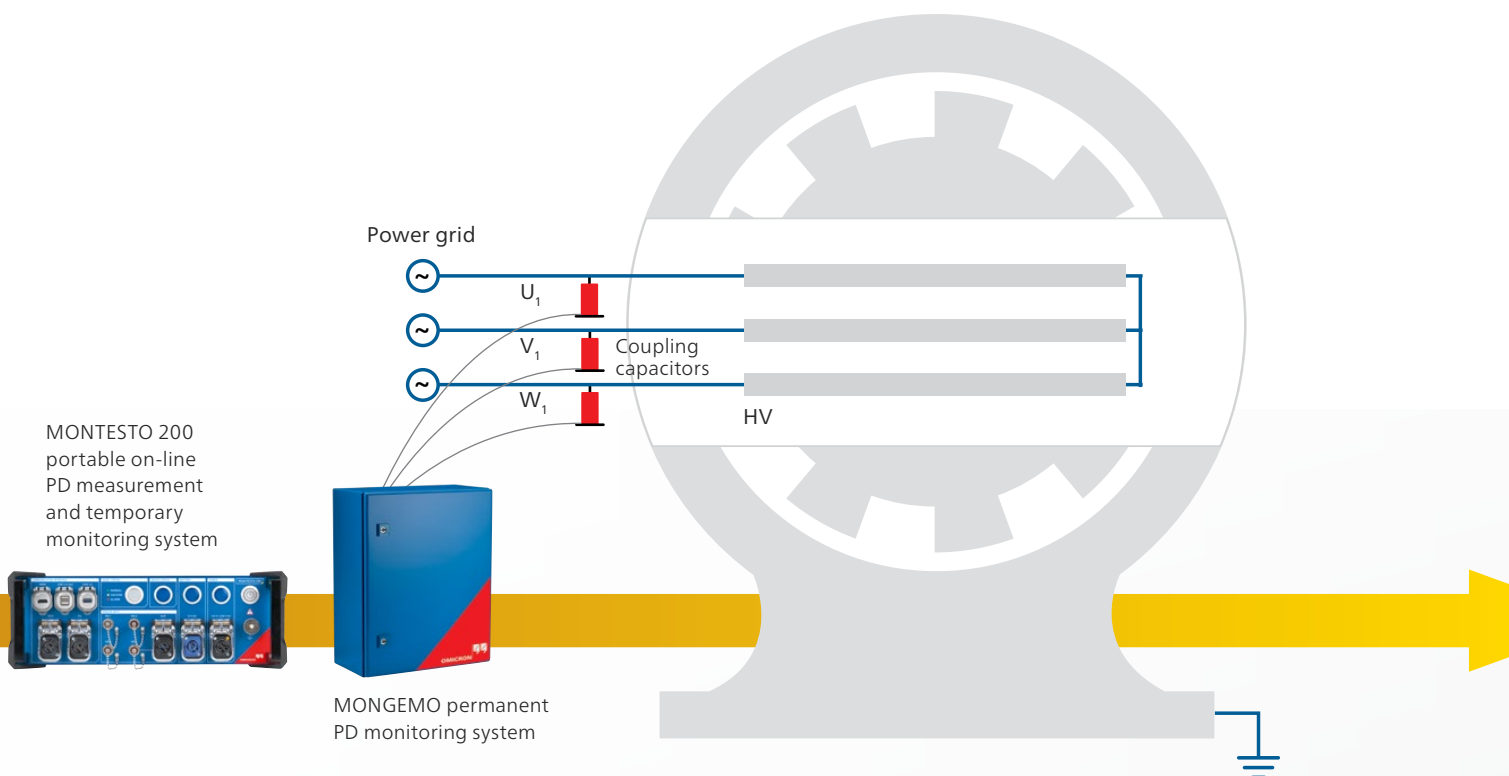 Power grid
~
U₁
~
V₁
Coupling
capacitors
~
W₁
HV
MONTESTO 200
portable on-line
PD measurement
and temporary
monitoring system
OMICRON
MONGEMO permanent
PD monitoring system